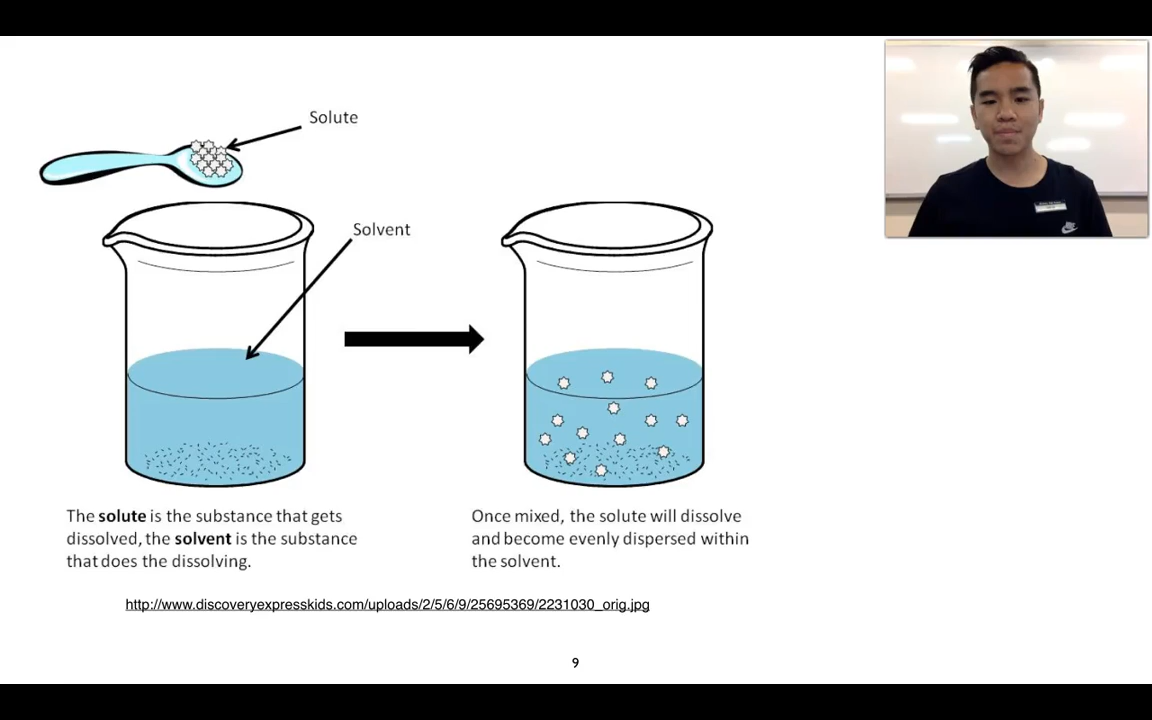 Solute
Solvent
The solute is the substance that gets
dissolved, the solvent is the substance
that does the dissolving.
Once mixed, the solute will dissolve
and become evenly dispersed within
the solvent.
http://www.discoveryexpresskids.com/uploads/2/5/6/9/25695369/2231030_orig.jpg
9